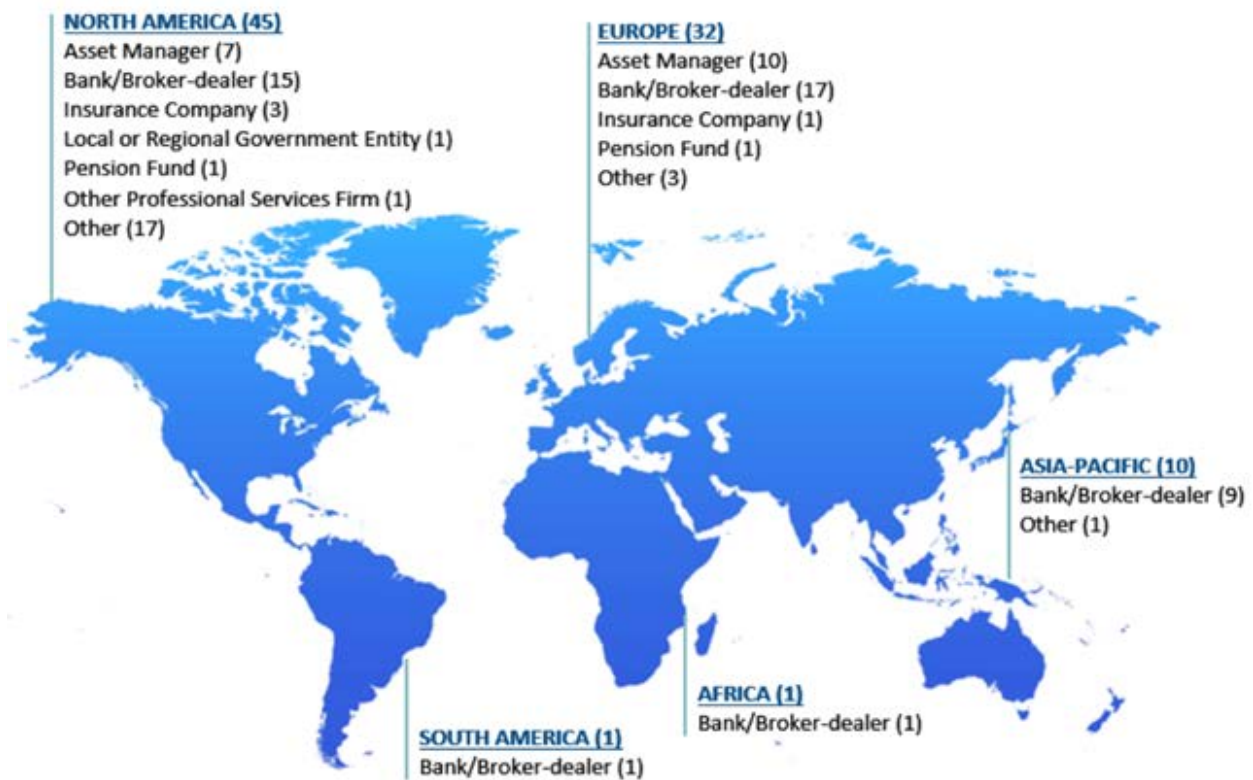 NORTH AMERICA (45)
Asset Manager (7)
Bank/Broker-dealer (15)
Insurance Company (3)
Local or Regional Government Entity (1)
Pension Fund (1)
Other Professional Services Firm (1)
Other (17)
EUROPE (32)
Asset Manager (10)
Bank/Broker-dealer (17)
Insurance Company (1)
Pension Fund (1)
Other (3)
ASIA-PACIFIC (10)
Bank/Broker-dealer (9)
Other (1)
AFRICA (1)
Bank/Broker-dealer (1)
SOUTH AMERICA (1)
Bank/Broker-dealer (1)